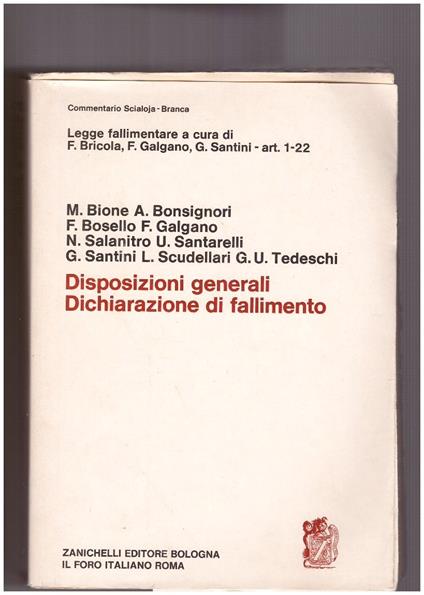 Commentario Scialoja - Branca
Legge fallimentare a cura di
F. Bricola, F. Galgano, G. Santini - art. 1-22
M. Bione A. Bonsignori
F. Bosello F. Galgano
N. Salanitro U. Santarelli
G. Santini L. Scudellari G. U. Tedeschi
Disposizioni generali
Dichiarazione di fallimento
ZANICHELLI EDITORE BOLOGNA
IL FORO ITALIANO ROMA